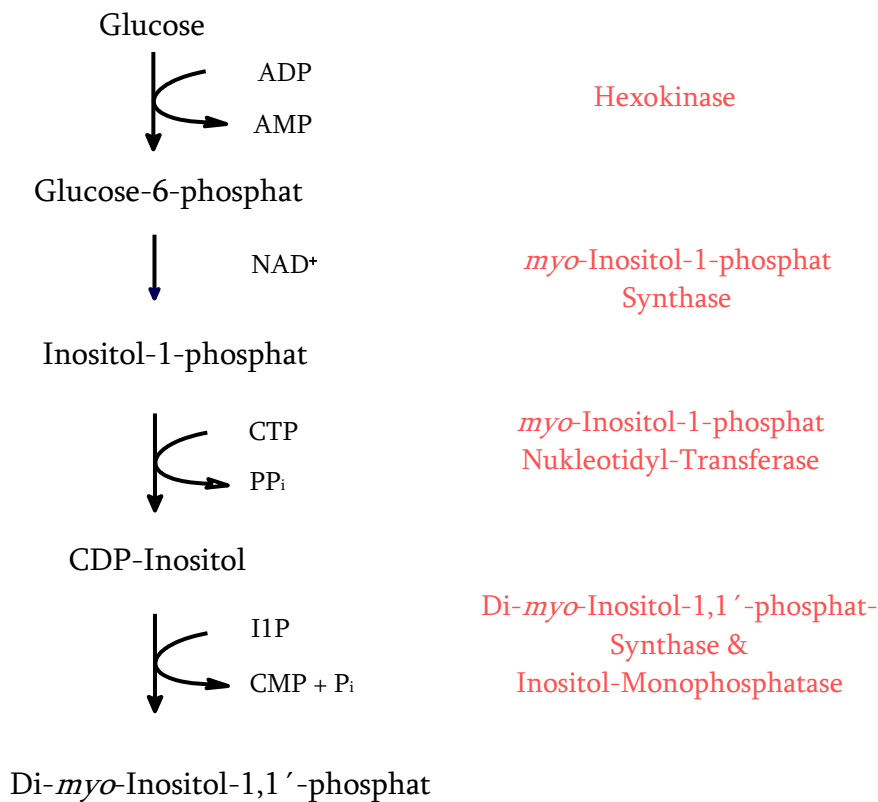 Glucose
ADP
Hexokinase
AMP
Glucose-6-phosphat
NAD⁺
myo-Inositol-1-phosphat
Synthase
Inositol-1-phosphat
CTP
myo-Inositol-1-phosphat
Nukleotidyl-Transferase
PPi
CDP-Inositol
I1P
Di-myo-Inositol-1,1´-phosphat-
Synthase &
Inositol-Monophosphatase
CMP + Pi
Di-myo-Inositol-1,1´-phosphat